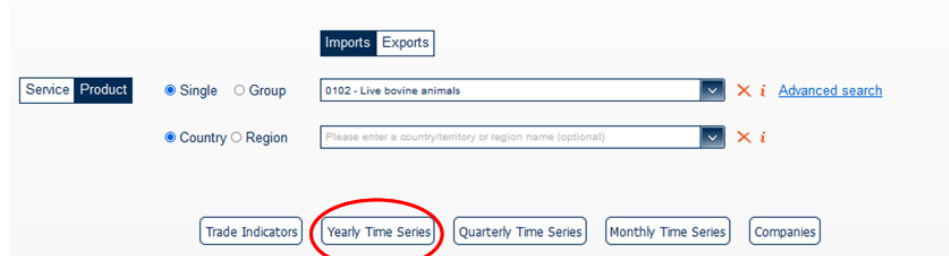 Imports Exports
Service Product Single Group 0102 - Live bovine animals i Advanced search
Country Region Please enter a country/territory or region name (optional) i
Trade Indicators Yearly Time Series Quarterly Time Series Monthly Time Series Companies